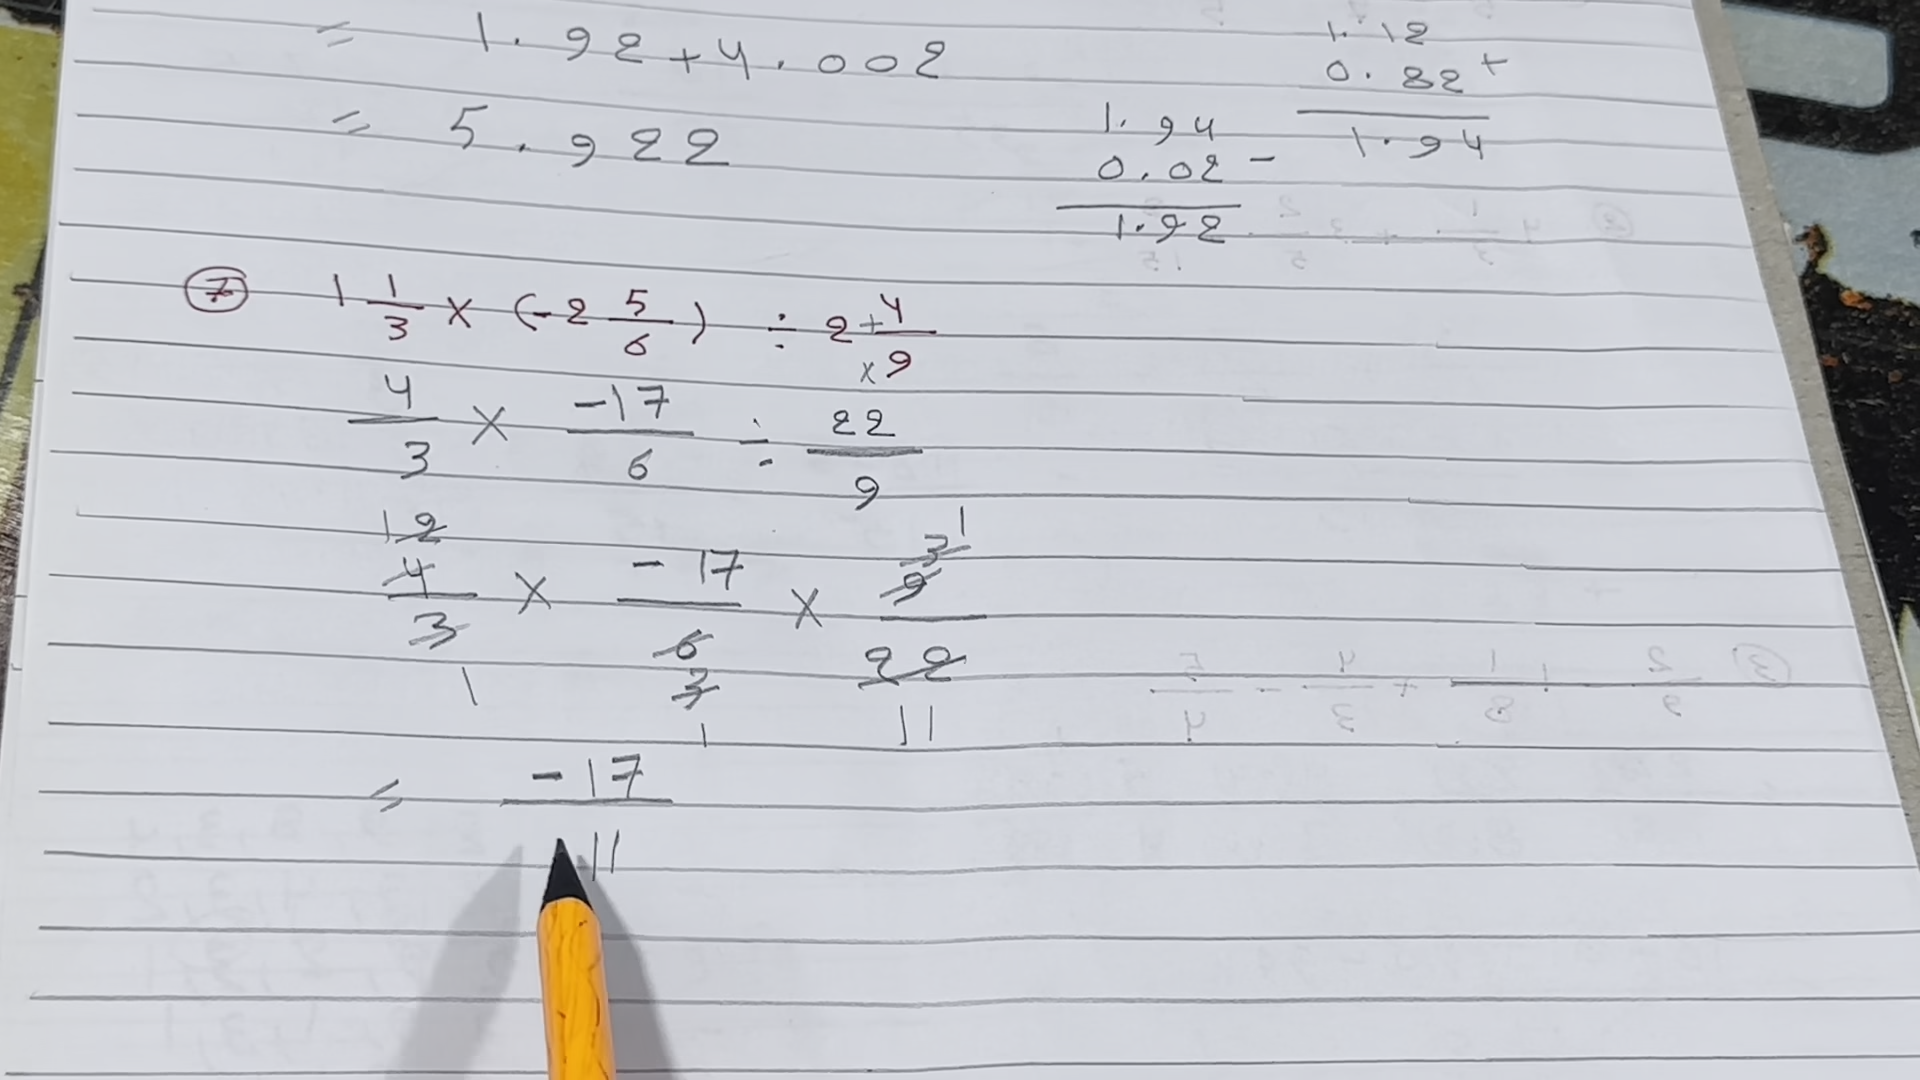 = 1.92 + 4.002
= 5.922
1.12
0.82 +
1.94
1.94
0.02 -
1.92
⑦ 1 1/3 × (-2 5/6) ÷ 2 + 4/× 9
4/3 × -17/6 ÷ 22/9
1 2 3 1
4/3 × -17/6 × 9/22
1 3 1 11
= -17/11